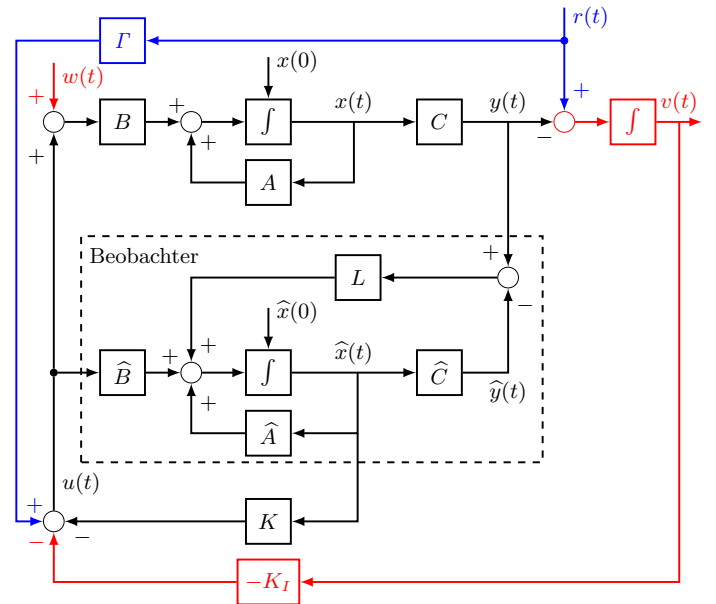 r(t)
Γ
w(t)
x(0)
+
+
B
+
+
∫
x(t)
C
y(t)
+
−
∫
v(t)
+
A
Beobachter
+
L
−
x̂(0)
+
+
B̂
∫
x̂(t)
Ĉ
ŷ(t)
+
Â
u(t)
+
−
−
K
−K_I